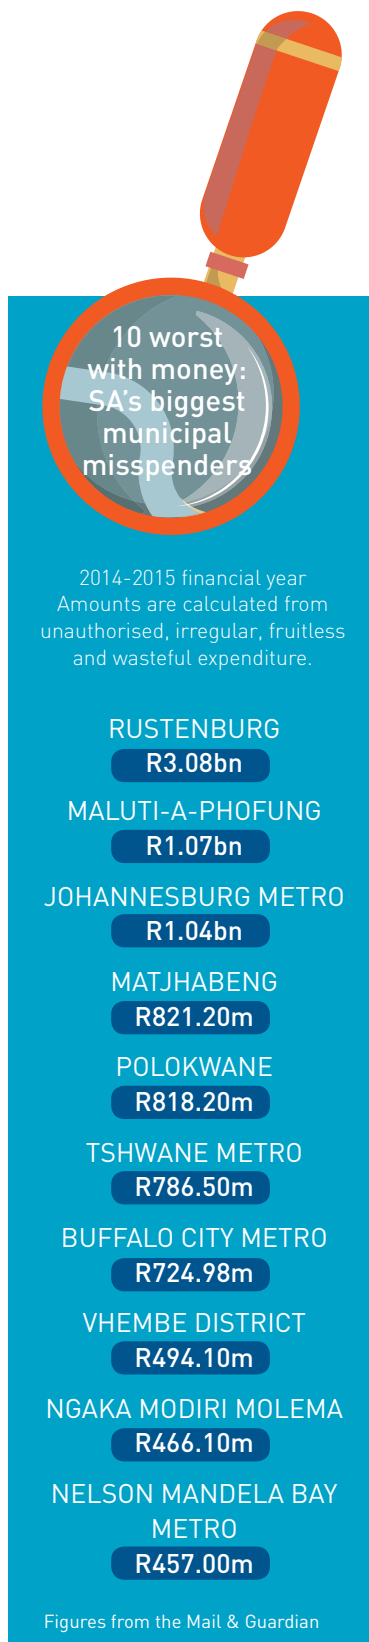 10 worst
with money:
SA's biggest
municipal
misspenders
2014-2015 financial year
Amounts are calculated from
unauthorised, irregular, fruitless
and wasteful expenditure.
RUSTENBURG
R3.08bn
MALUTI-A-PHOFUNG
R1.07bn
JOHANNESBURG METRO
R1.04bn
MATJHABENG
R821.20m
POLOKWANE
R818.20m
TSHWANE METRO
R786.50m
BUFFALO CITY METRO
R724.98m
VHEMBE DISTRICT
R494.10m
NGAKA MODIRI MOLEMA
R466.10m
NELSON MANDELA BAY
METRO
R457.00m
Figures from the Mail & Guardian